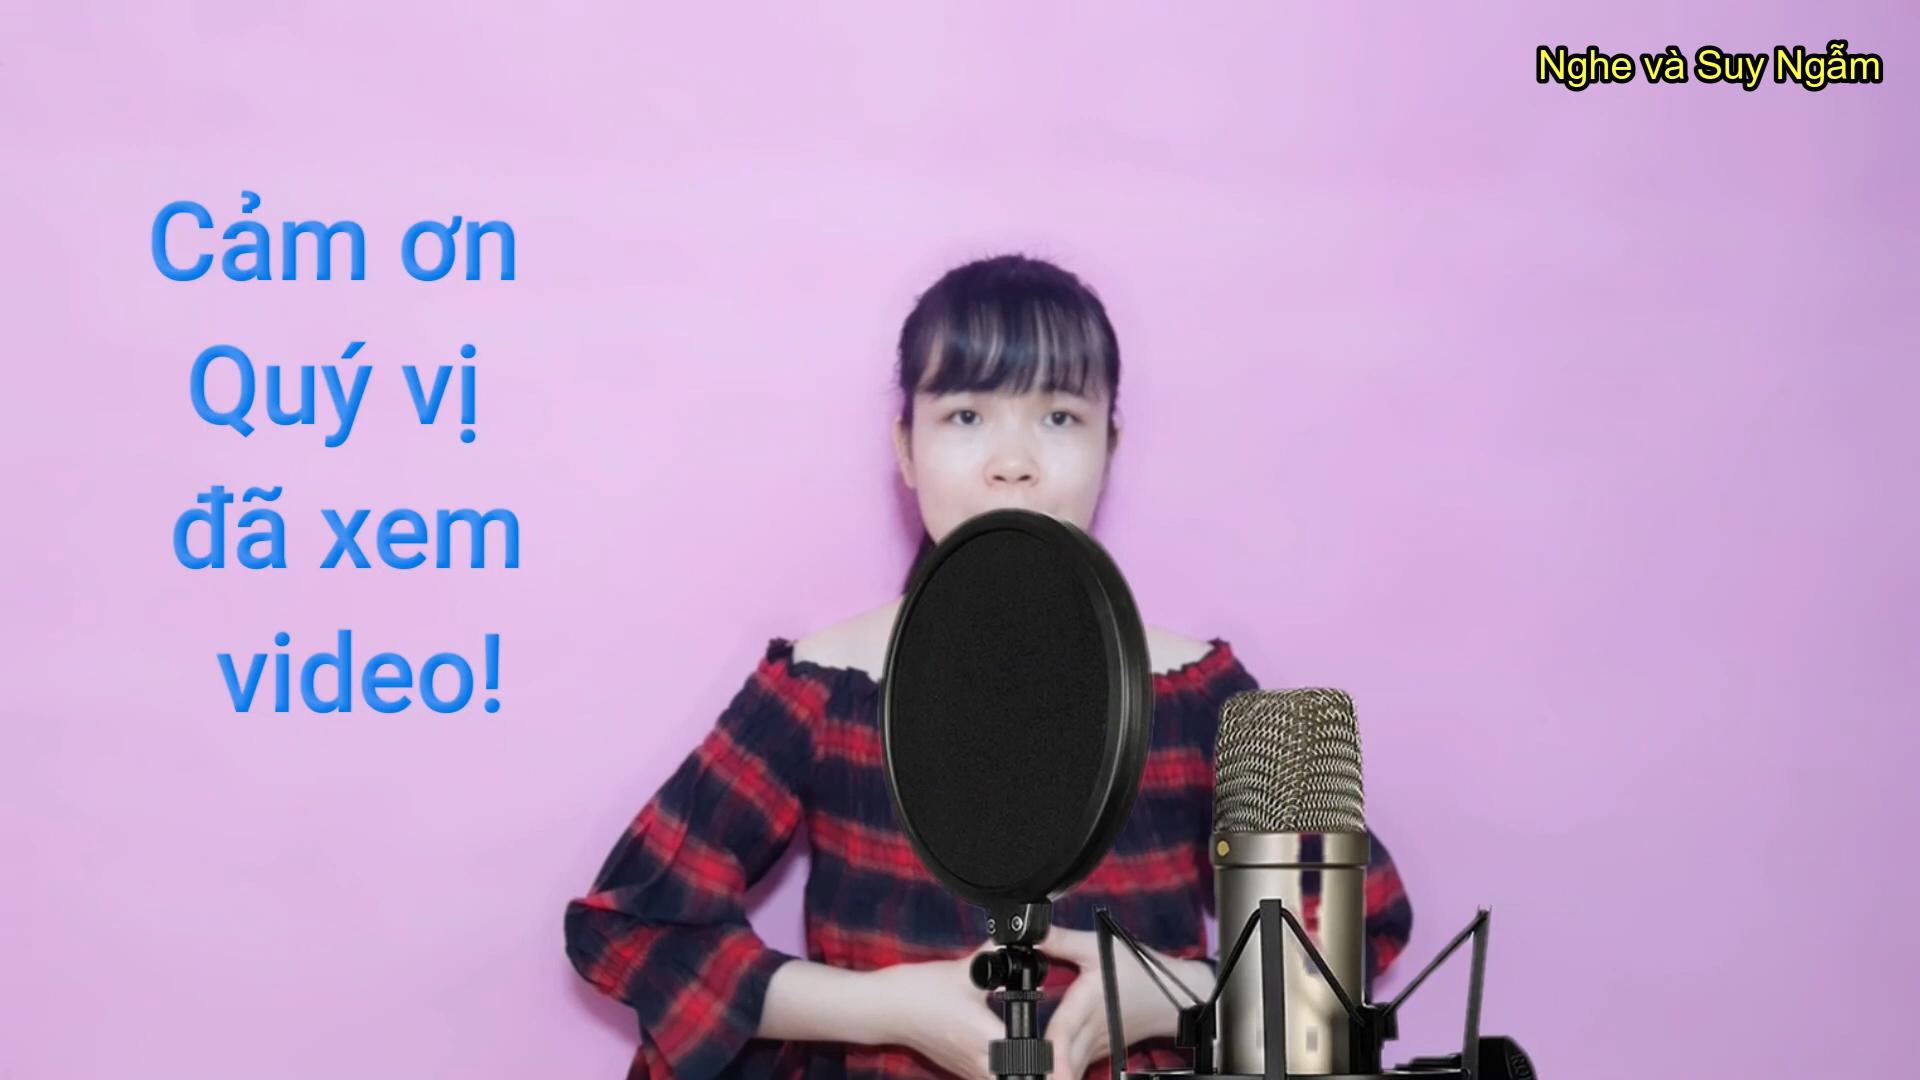 Nghe và Suy Ngẫm
Cảm ơn
Quý vị
đã xem
video!